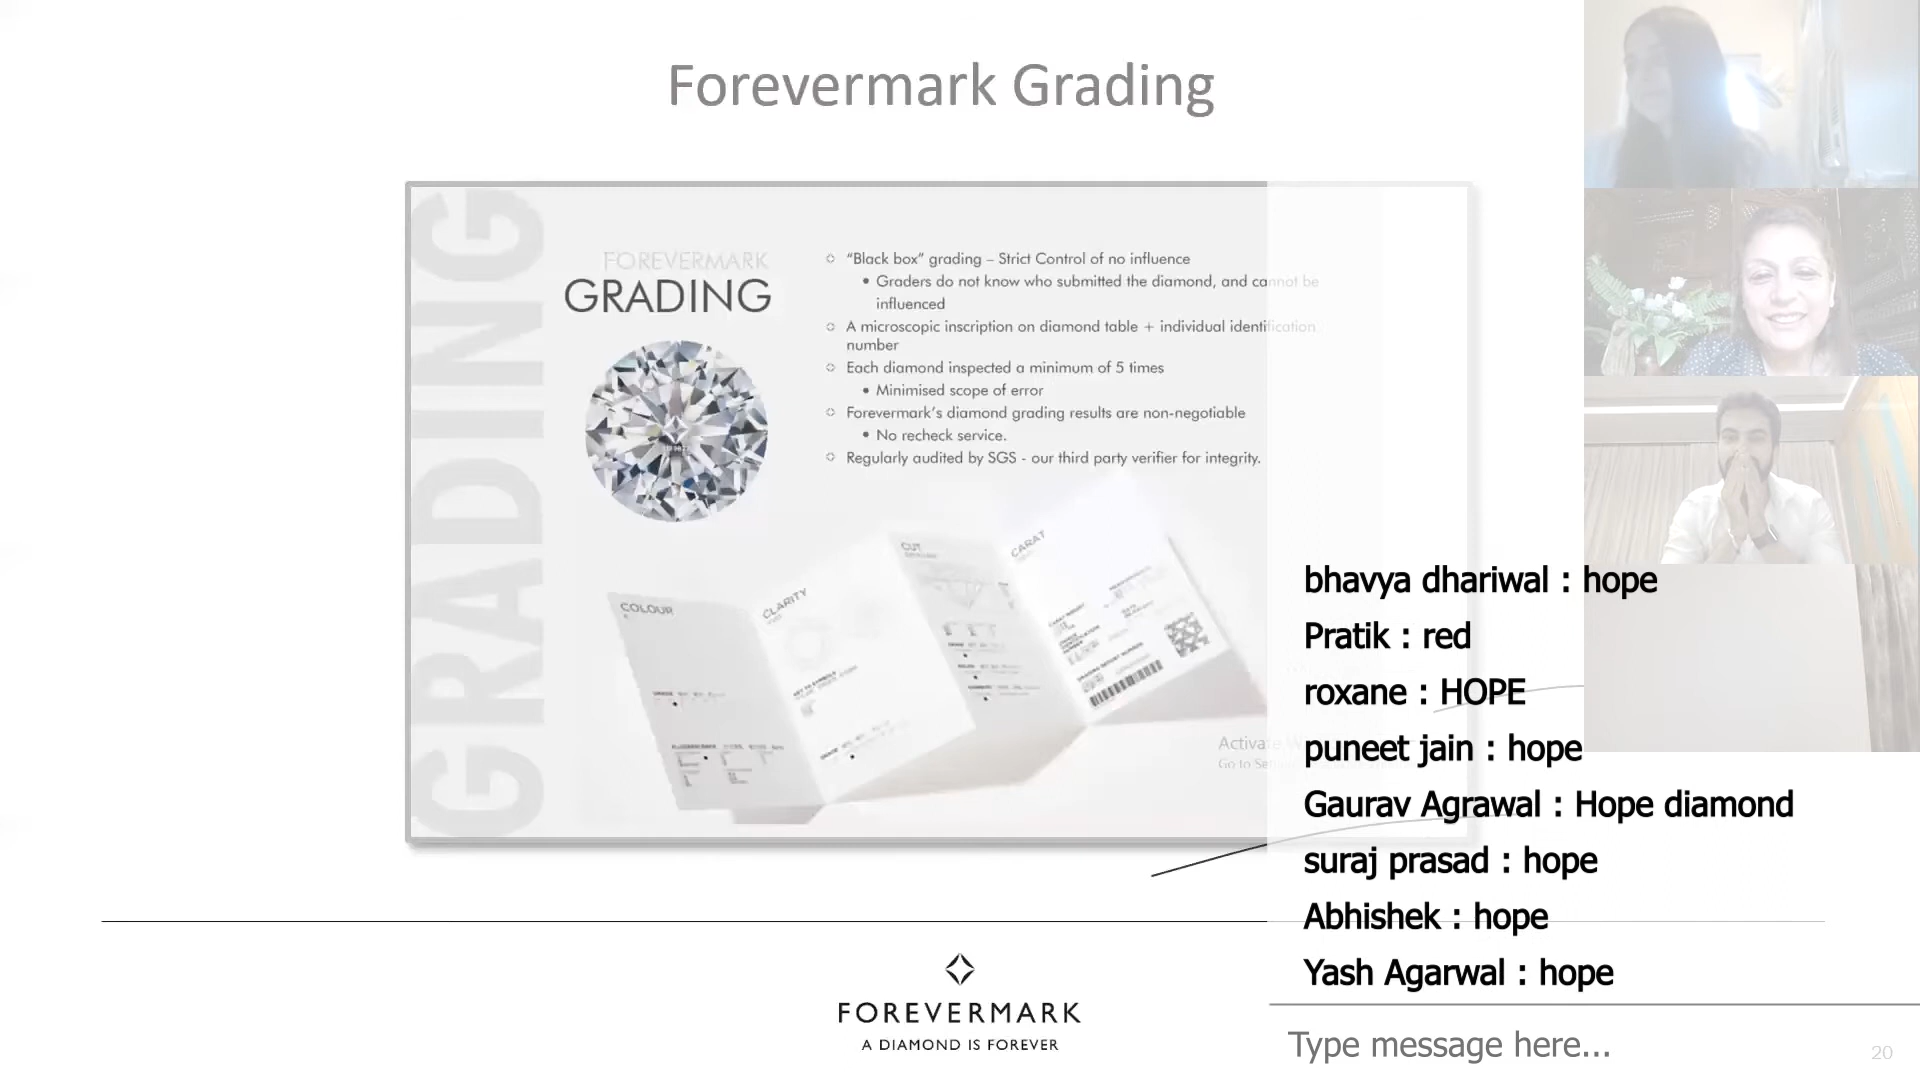 Forevermark Grading
GRADING
FOREVERMARK
GRADING
“Black box” grading – Strict Control of no influence
• Graders do not know who submitted the diamond, and cannot be
influenced
A microscopic inscription on diamond table + individual identification
number
Each diamond inspected a minimum of 5 times
• Minimised scope of error
Forevermark’s diamond grading results are non-negotiable
• No recheck service.
Regularly audited by SGS - our third party verifier for integrity.
COLOUR
CLARITY
CUT
CARAT
Activate
Go to Se
bhavya dhariwal : hope
Pratik : red
roxane : HOPE
puneet jain : hope
Gaurav Agrawal : Hope diamond
suraj prasad : hope
Abhishek : hope
Yash Agarwal : hope
Type message here...
FOREVERMARK
A DIAMOND IS FOREVER
20